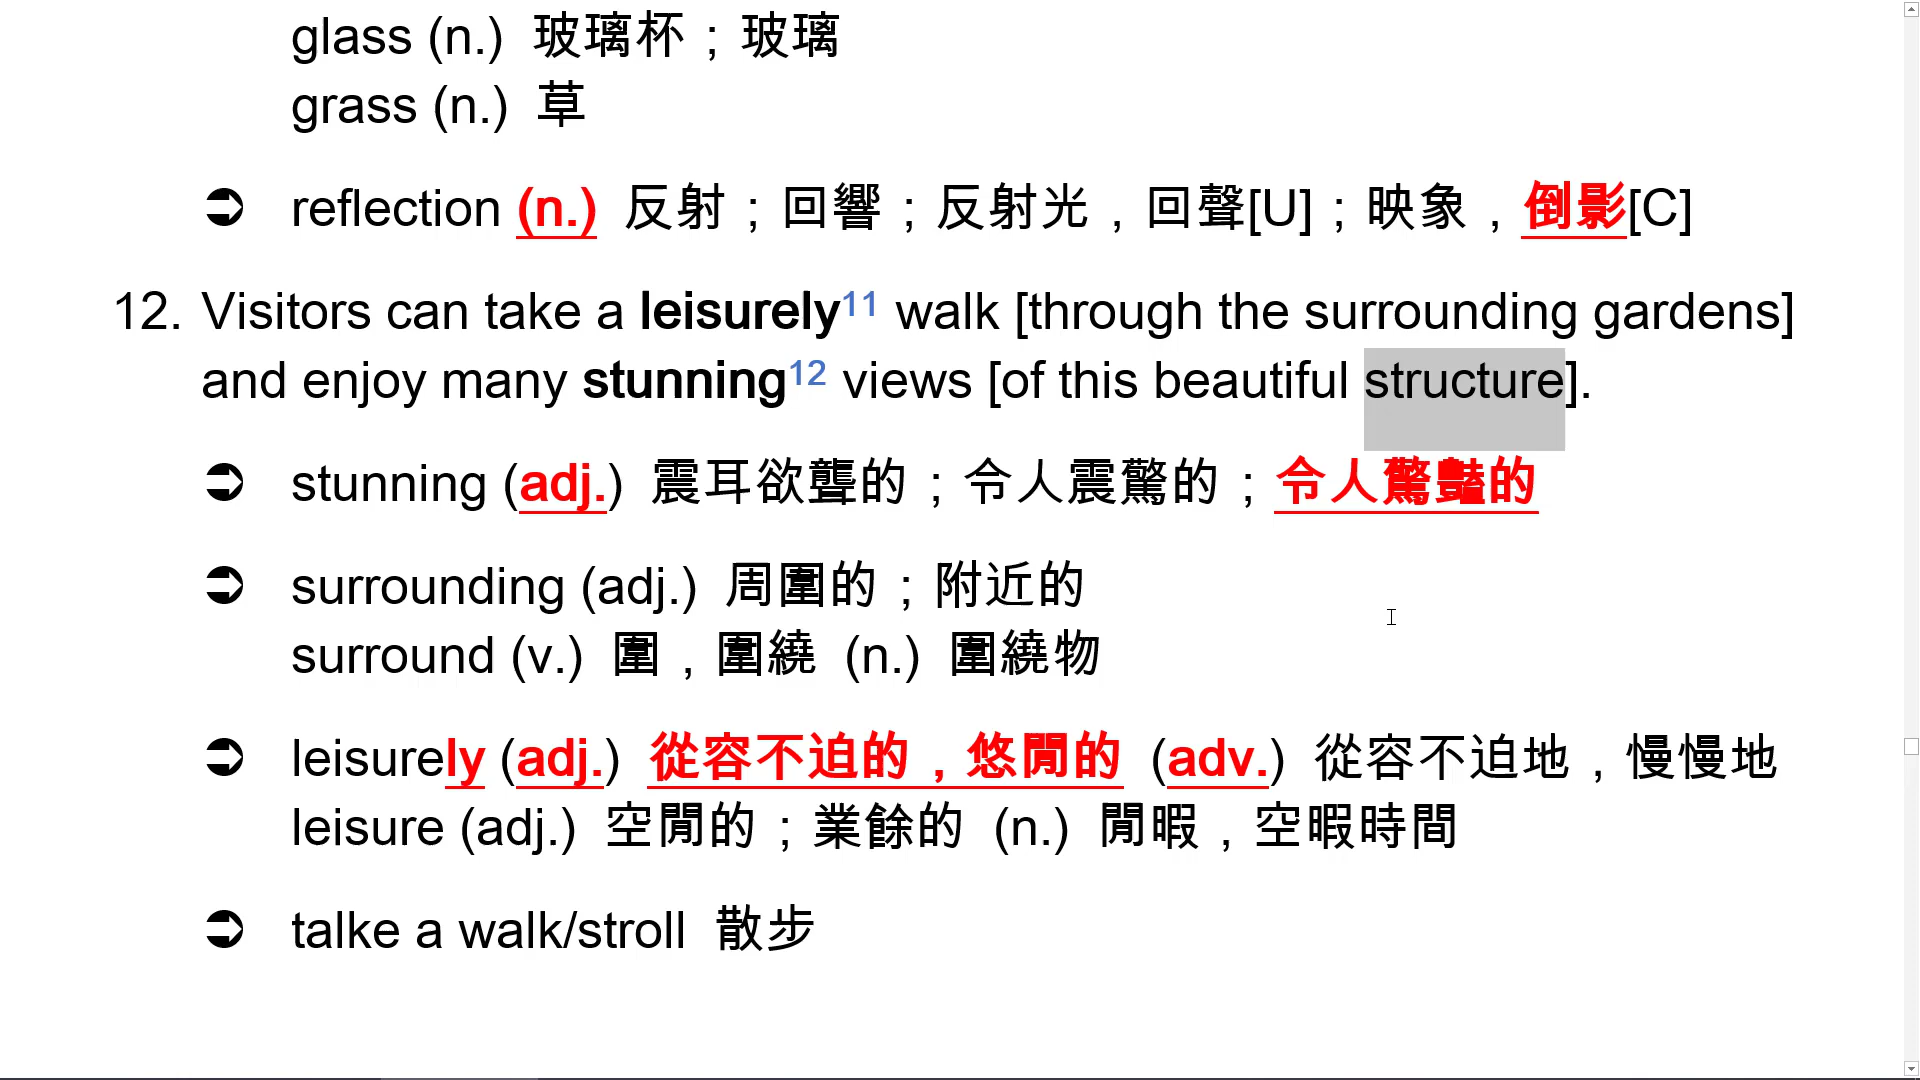 glass (n.) 玻璃杯；玻璃
grass (n.) 草
➲ reflection (n.) 反射；回響；反射光，回聲[U]；映象，倒影[C]
12. Visitors can take a leisurely11 walk [through the surrounding gardens]
and enjoy many stunning12 views [of this beautiful structure].
➲ stunning (adj.) 震耳欲聾的；令人震驚的；令人驚豔的
➲ surrounding (adj.) 周圍的；附近的
surround (v.) 圍，圍繞 (n.) 圍繞物
➲ leisurely (adj.) 從容不迫的，悠閒的 (adv.) 從容不迫地，慢慢地
leisure (adj.) 空閒的；業餘的 (n.) 閒暇，空暇時間
➲ talke a walk/stroll 散步